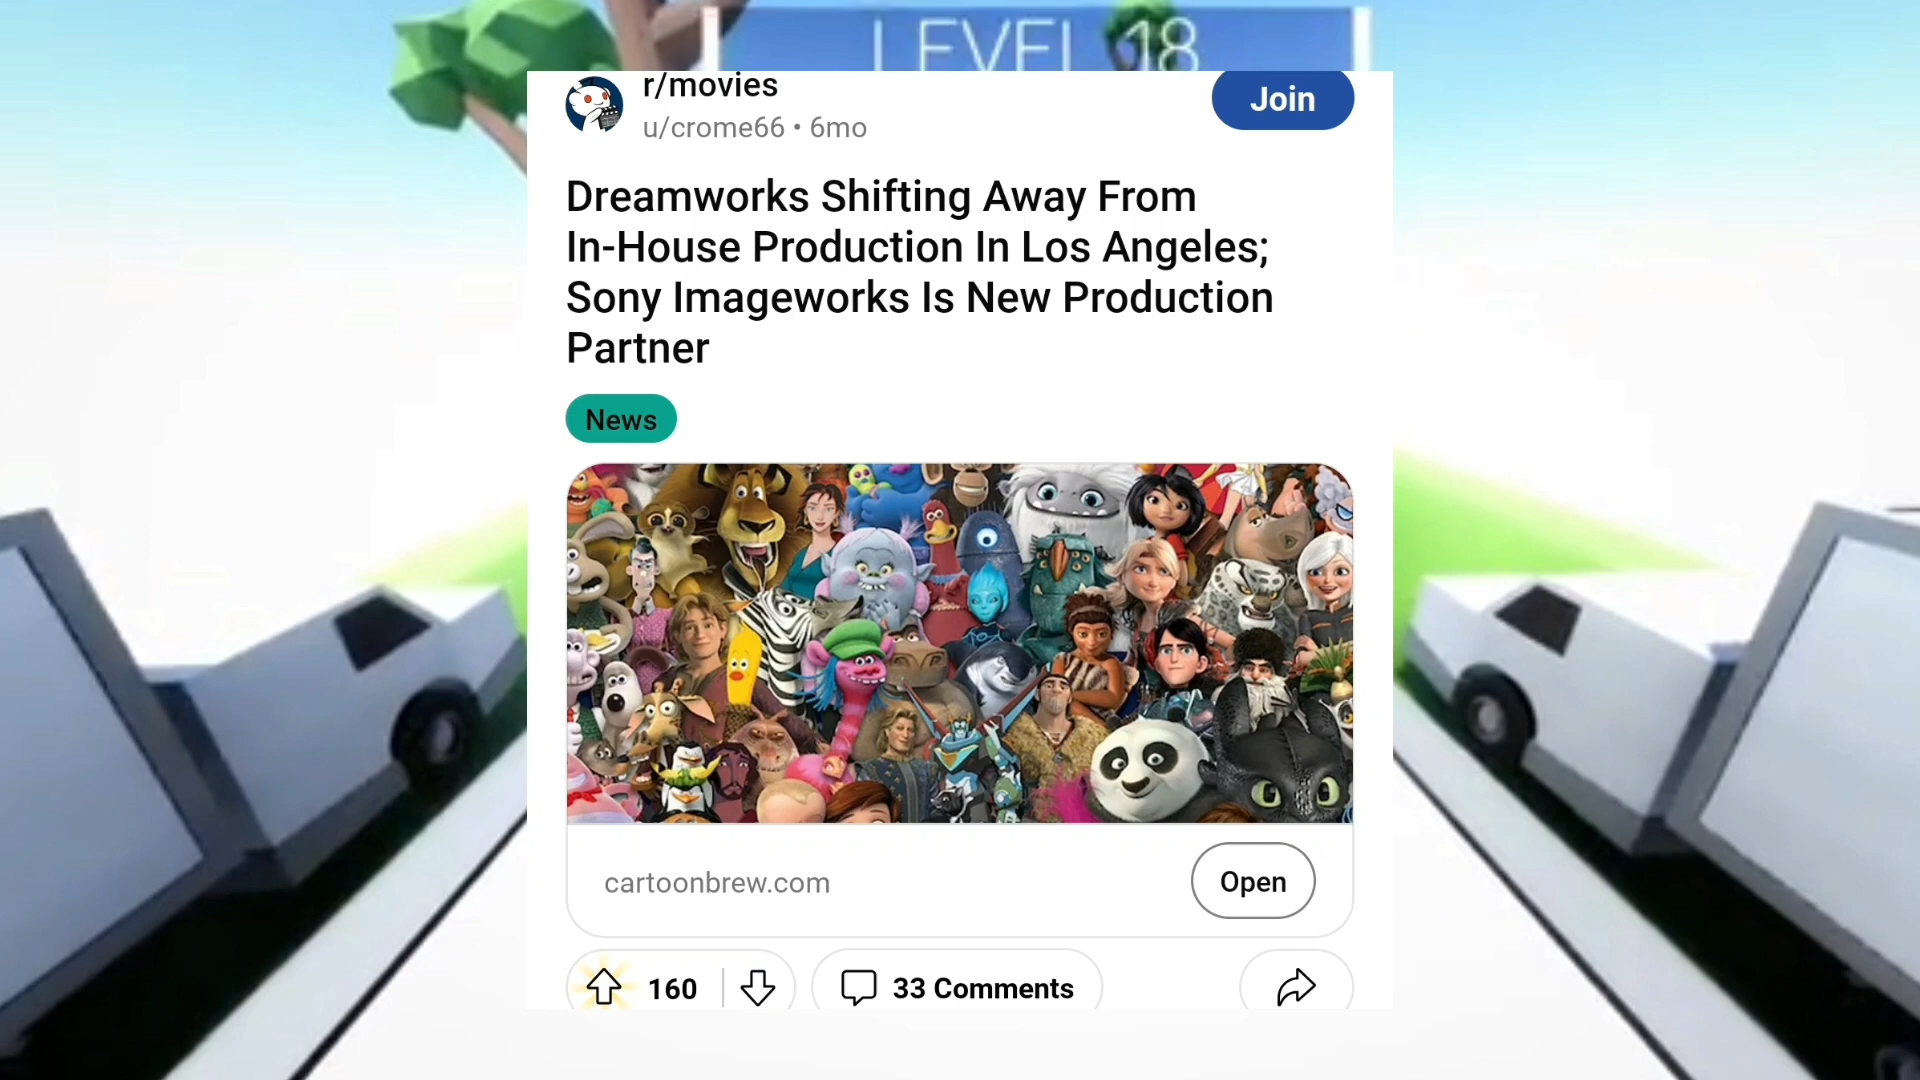 LEVEL 18
r/movies
Join
u/crome66 • 6mo
Dreamworks Shifting Away From
In-House Production In Los Angeles;
Sony Imageworks Is New Production
Partner
News
cartoonbrew.com
Open
160
33 Comments